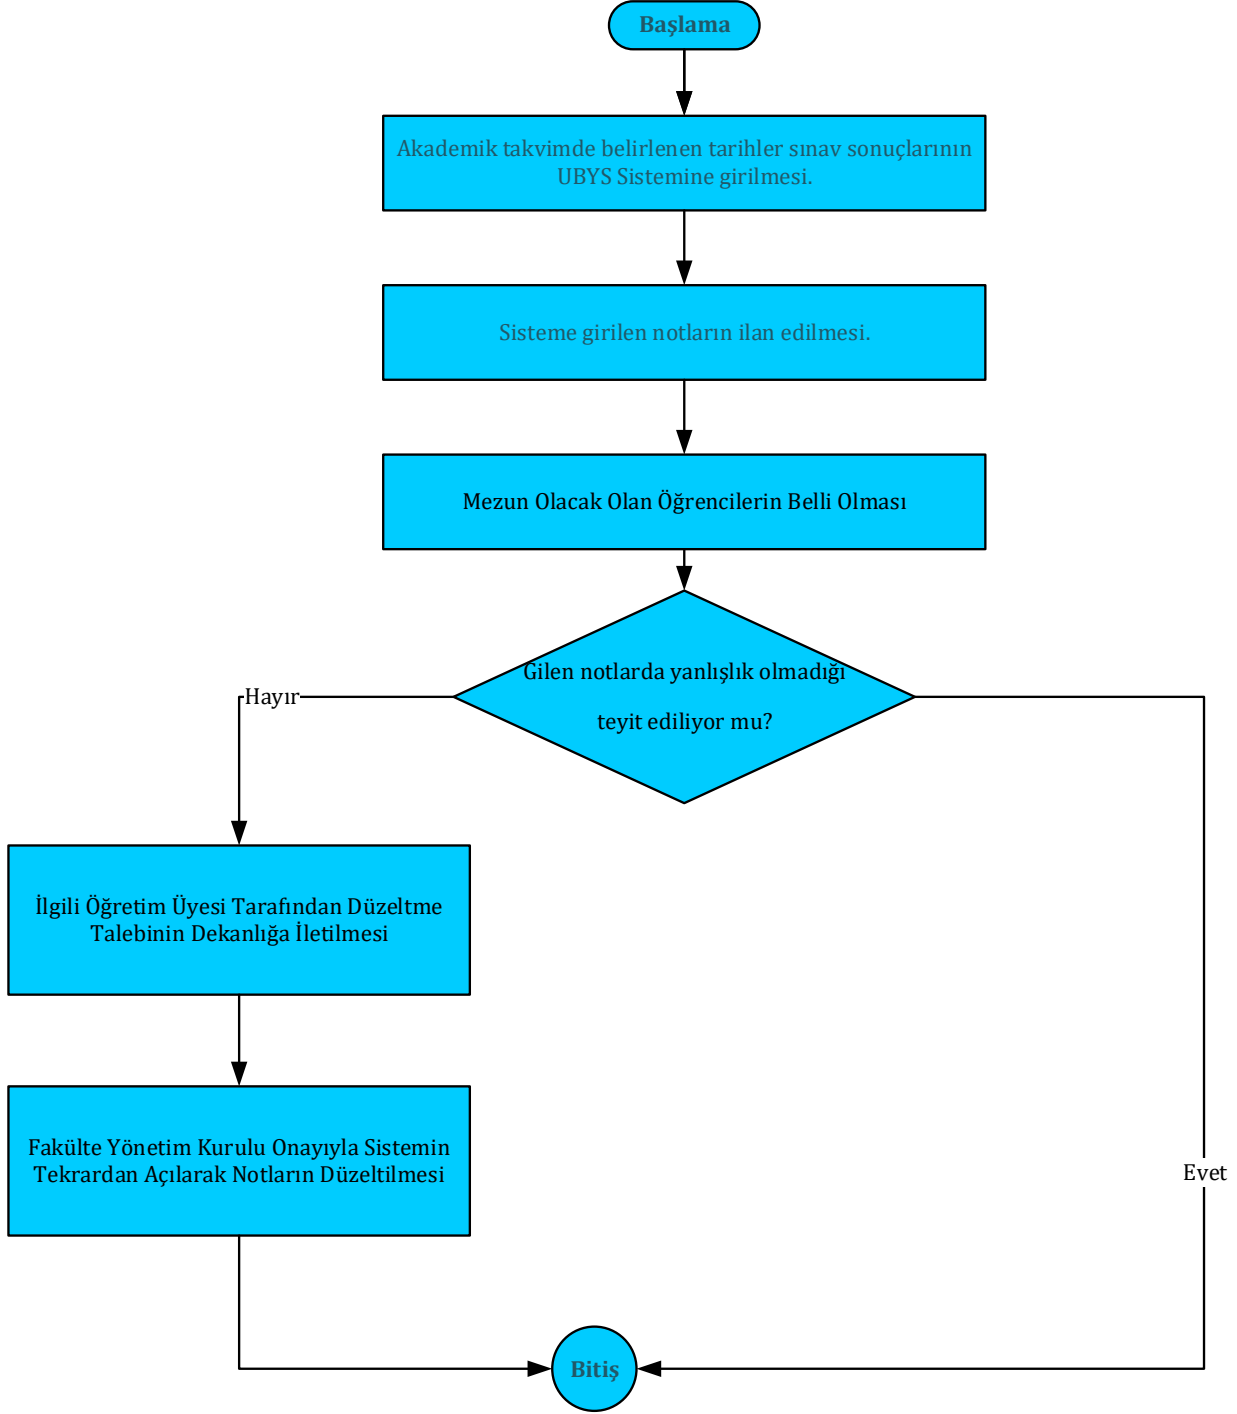 Başlama
Akademik takvimde belirlenen tarihler sınav sonuçlarının
UBYS Sistemine girilmesi.
Sisteme girilen notların ilan edilmesi.
Mezun Olacak Olan Öğrencilerin Belli Olması
Gilen notlarda yanlışlık olmadığı
teyit ediliyor mu?
Hayır
İlgili Öğretim Üyesi Tarafından Düzeltme
Talebinin Dekanlığa İletilmesi
Fakülte Yönetim Kurulu Onayıyla Sistemin
Tekrardan Açılarak Notların Düzeltilmesi
Evet
Bitiş